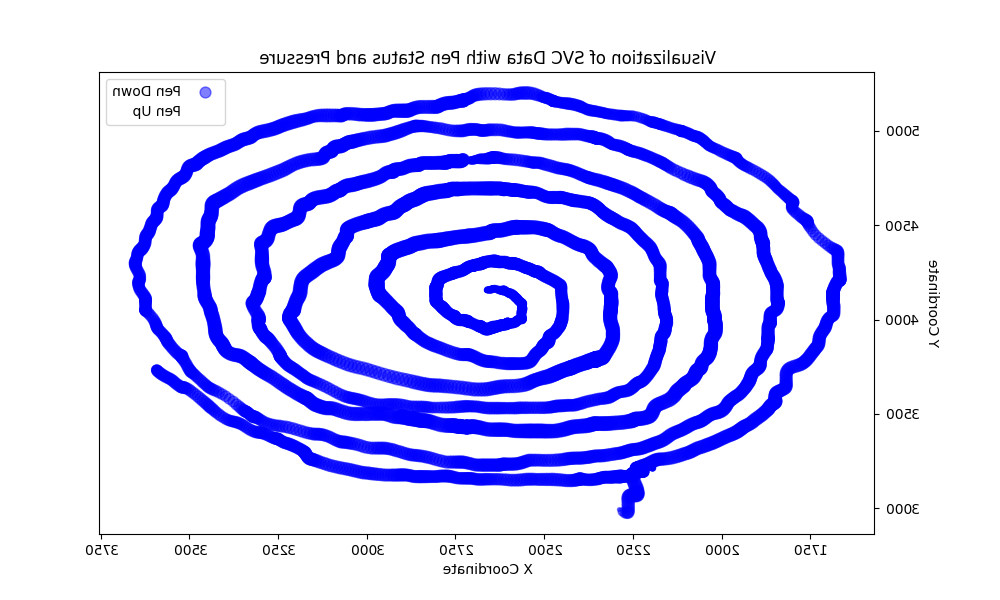 Visualization of SVC Data with Pen Status and Pressure
Pen Down
Pen Up
5000
4500
4000
3500
3000
Y Coordinate
3750 3500 3250 3000 2750 2500 2250 2000 1750
X Coordinate